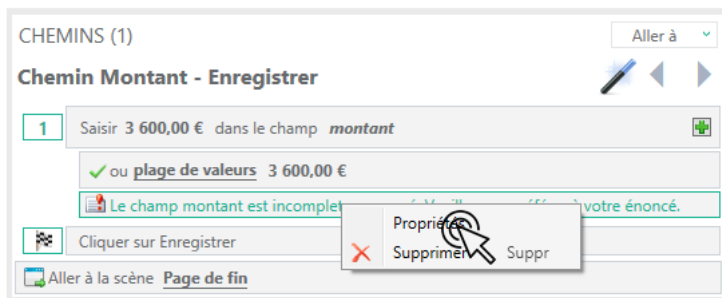 CHEMINS (1)
Aller à
Chemin Montant - Enregistrer
1 Saisir 3 600,00 € dans le champ montant
ou plage de valeurs 3 600,00 €
Le champ montant est incomplet votre énoncé.
Propriétés
Supprimer Suppr
Cliquer sur Enregistrer
Aller à la scène Page de fin